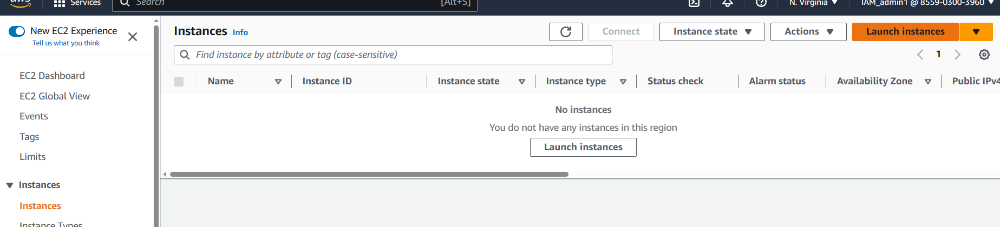 aws
Services
Search
[Alt+S]
N. Virginia
IAM_admin1 @ 8559-0300-3960
New EC2 Experience
Tell us what you think
EC2 Dashboard
EC2 Global View
Events
Tags
Limits
Instances
Instances
Instance Types
Instances Info
Connect
Instance state
Actions
Launch instances
Find instance by attribute or tag (case-sensitive)
1
Name Instance ID Instance state Instance type Status check Alarm status Availability Zone Public IPv4
No instances
You do not have any instances in this region
Launch instances